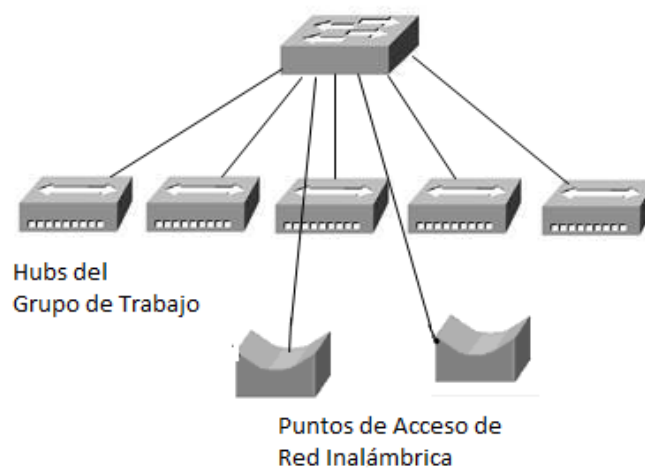 Hubs del
Grupo de Trabajo
Puntos de Acceso de
Red Inalámbrica